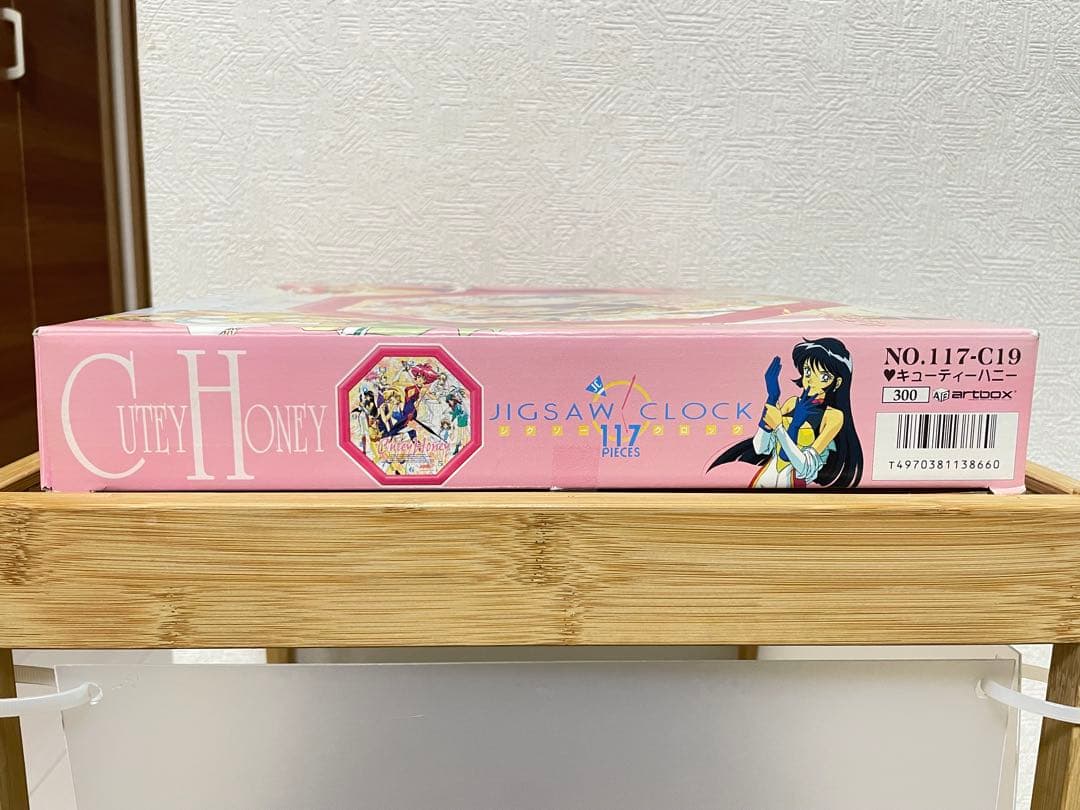 CUTEY HONEY
Cutey Honey
JC
JIGSAW CLOCK
ジグソークロック
117
PIECES
NO.117-C19
♥キューティーハニー
300 artbox
T4970381138660